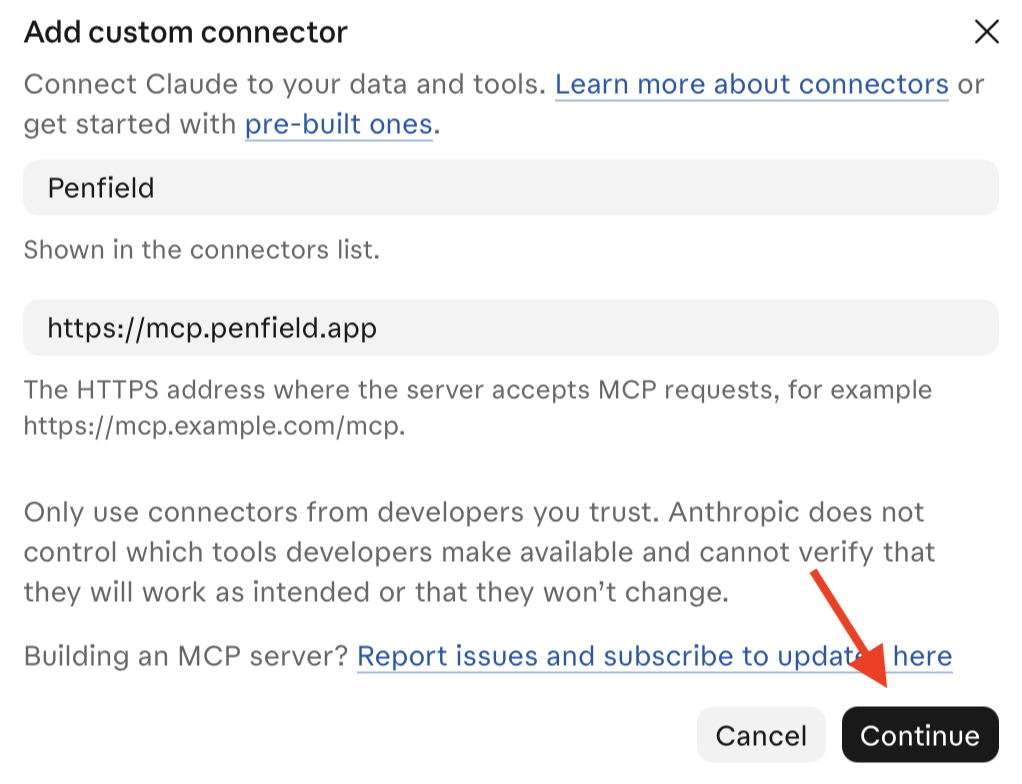 Add custom connector
Connect Claude to your data and tools. Learn more about connectors or
get started with pre-built ones.
Penfield
Shown in the connectors list.
https://mcp.penfield.app
The HTTPS address where the server accepts MCP requests, for example
https://mcp.example.com/mcp.
Only use connectors from developers you trust. Anthropic does not
control which tools developers make available and cannot verify that
they will work as intended or that they won’t change.
Building an MCP server? Report issues and subscribe to updates here
Cancel
Continue